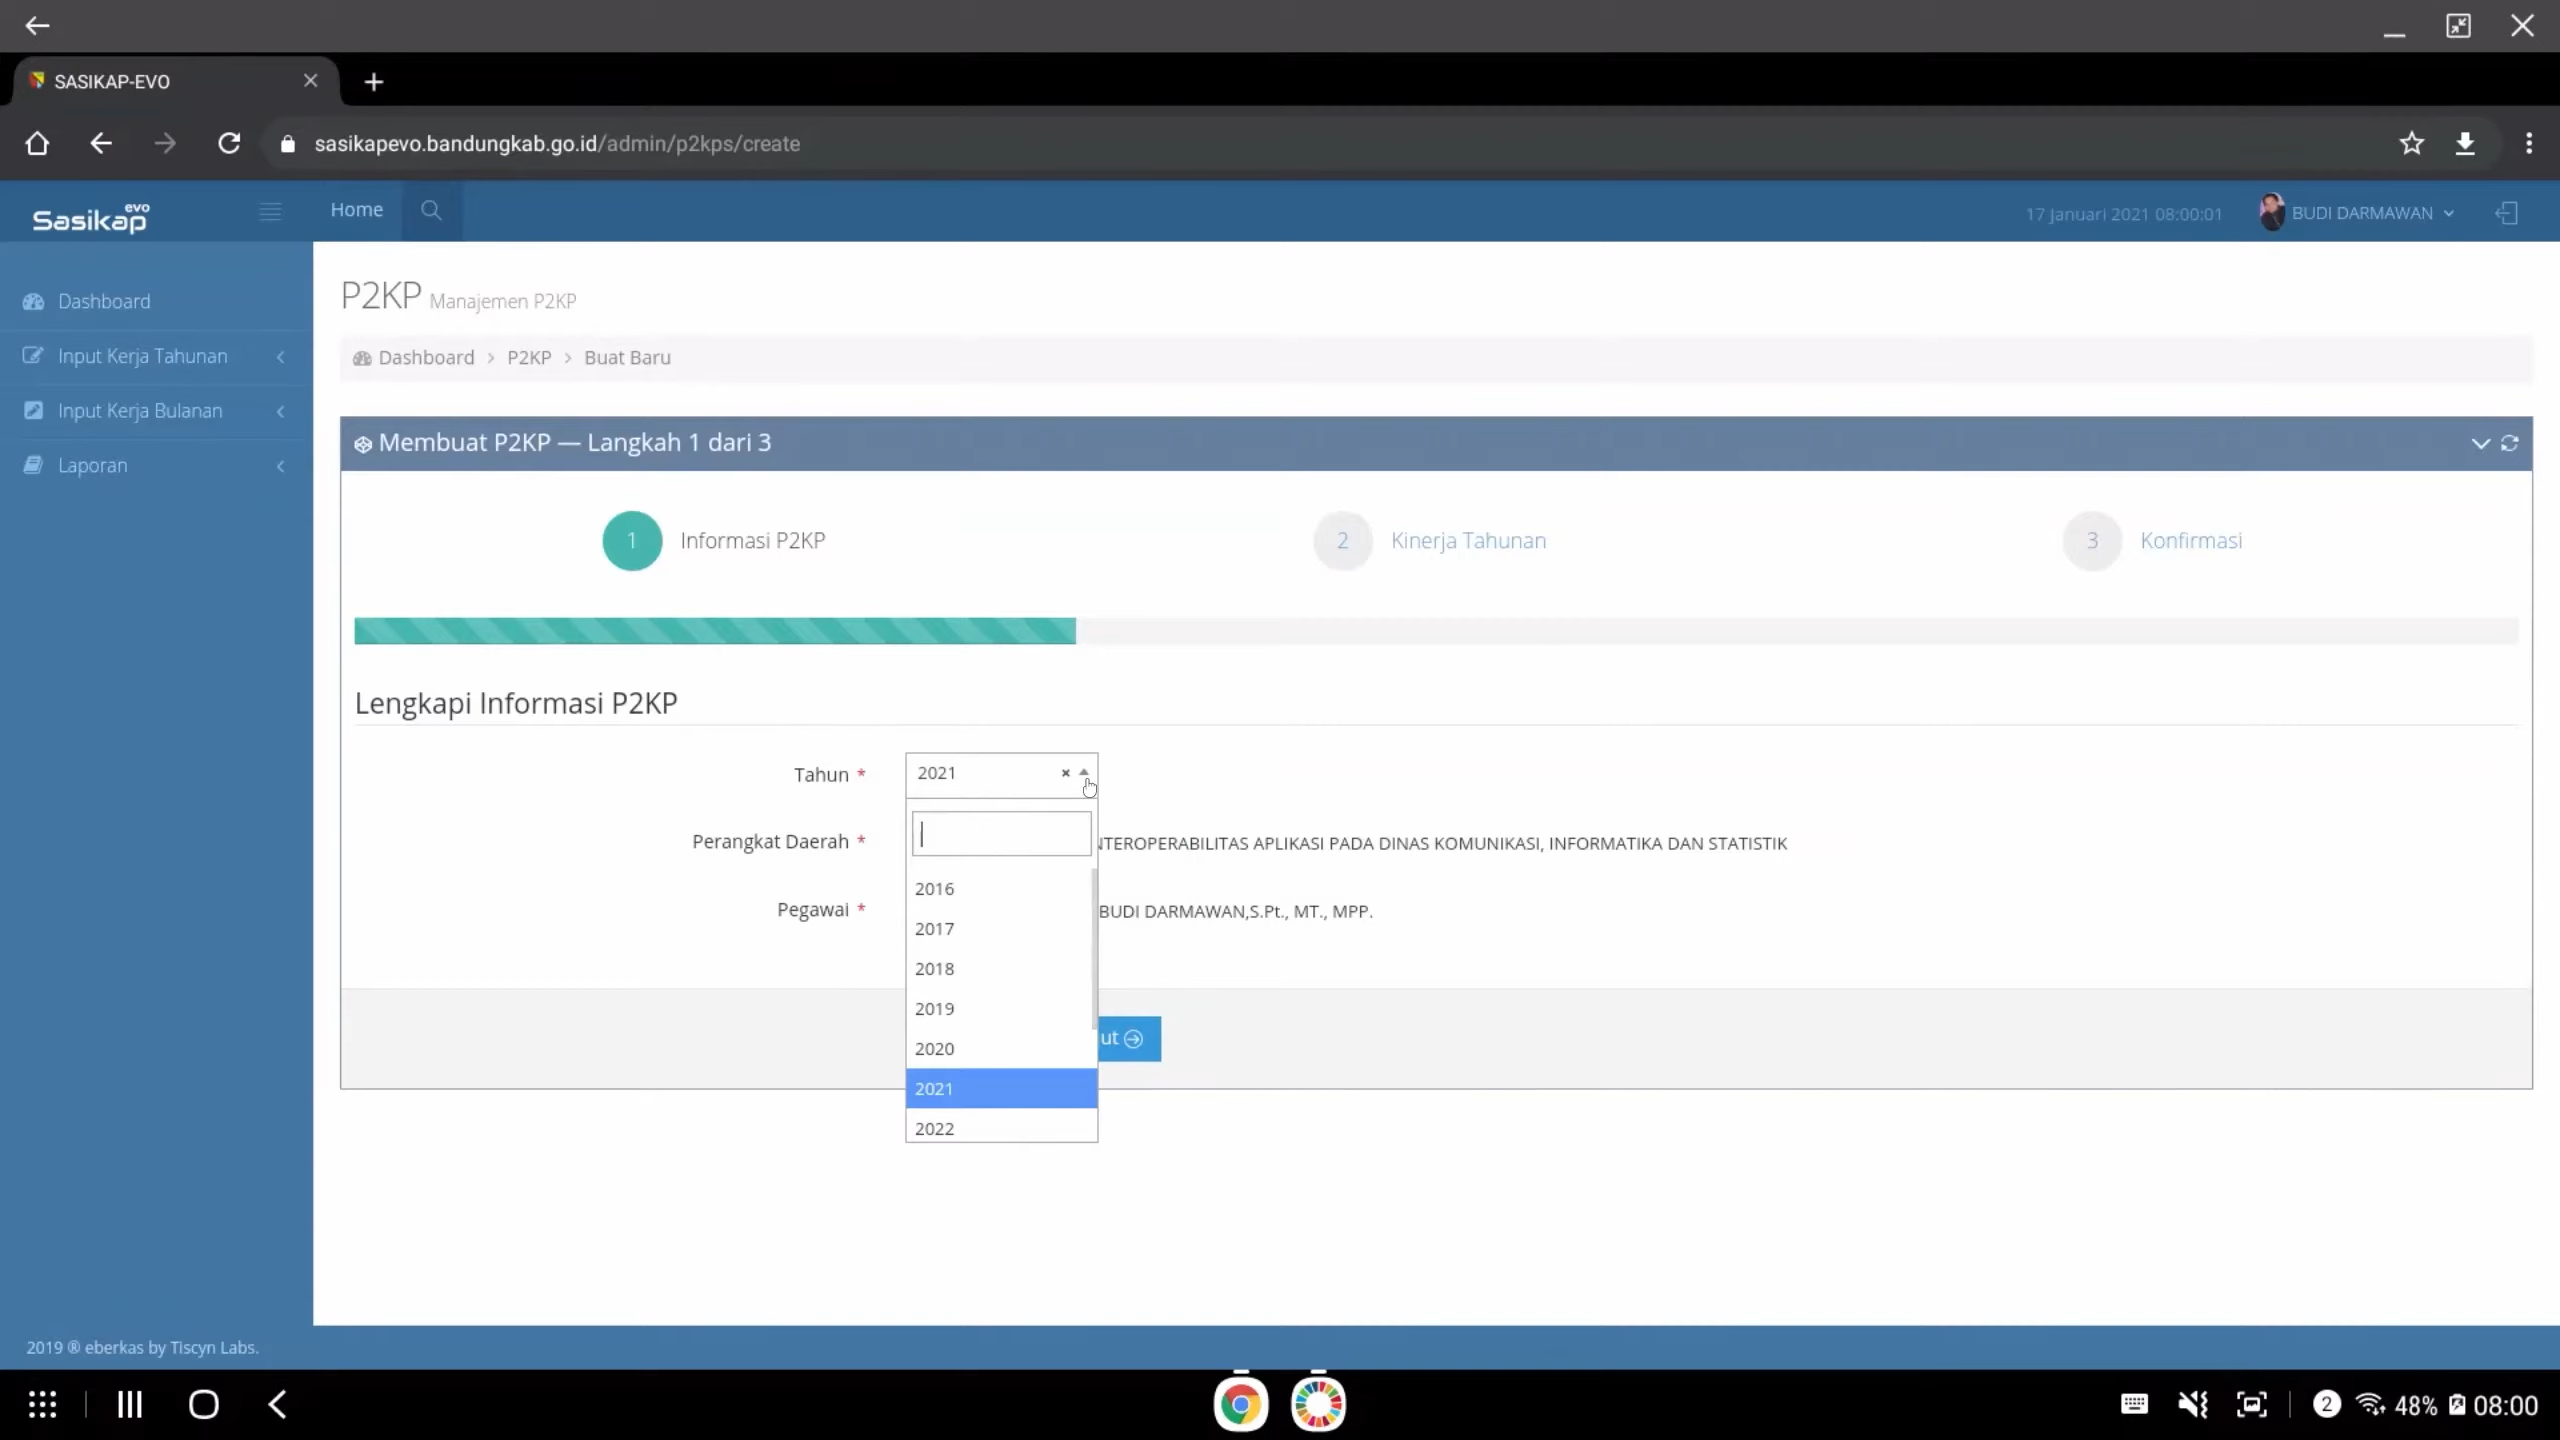 SASIKAP-EVO
sasikapevo.bandungkab.go.id/admin/p2kps/create
Sasikap evo
Home
17 Januari 2021 08:00:01
BUDI DARMAWAN
Dashboard
Input Kerja Tahunan
Input Kerja Bulanan
Laporan
P2KP Manajemen P2KP
Dashboard > P2KP > Buat Baru
Membuat P2KP — Langkah 1 dari 3
1 Informasi P2KP
2 Kinerja Tahunan
3 Konfirmasi
Lengkapi Informasi P2KP
Tahun * 2021 ×
Perangkat Daerah * NTEROPERABILITAS APLIKASI PADA DINAS KOMUNIKASI, INFORMATIKA DAN STATISTIK
Pegawai * BUDI DARMAWAN,S.Pt., MT., MPP.
2016
2017
2018
2019
2020
ut
2021
2022
2019 ® eberkas by Tiscyn Labs.
2 48% 08:00